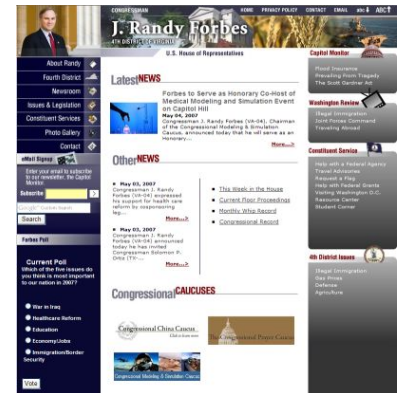 CONGRESSMAN
HOME PRIVACY POLICY CONTACT EMAIL abc↓ ABC↑
J. Randy Forbes
4TH DISTRICT OF VIRGINIA
U.S. House of Representatives
About Randy
Fourth District
Newsroom
Issues & Legislation
Constituent Services
Photo Gallery
Contact
eMail Signup
Enter your email to subscribe
to our newsletter, the Capitol
Monitor.
Subscribe
Search
Forbes Poll
Current Poll
Which of the five issues do
you think is most important
to our nation in 2007?
War in Iraq
Healthcare Reform
Education
Economy/Jobs
Immigration/Border
Security
Vote
LatestNEWS
Forbes to Serve as Honorary Co-Host of
Medical Modeling and Simulation Event
on Capitol Hill
May 04, 2007
Congressman J. Randy Forbes (VA-04), Chairman
of the Congressional Modeling & Simulation
Caucus, announced today that he will serve as an
Honorary...
More...>
OtherNEWS
May 03, 2007
Congressman J. Randy
Forbes (VA-04) expressed
his support for health care
reform by cosponsoring
leg...
More...>
May 03, 2007
Congressman J. Randy
Forbes (VA-04) announced
today he has invited
Congressman Solomon P.
Ortiz (TX-...
More...>
This Week in the House
Current Floor Proceedings
Monthly Whip Record
Congressional Record
CongressionalCAUCUSES
Congressional China Caucus
Click to learn more
The Congressional Prayer Caucus
Congressional Modeling & Simulation Caucus
Capitol Monitor
Flood Insurance
Prevailing From Tragedy
The Scott Gardner Act
Washington Review
Illegal Immigration
Joint Forces Command
Traveling Abroad
Constituent Service
Help with a Federal Agency
Travel Advisories
Request a Flag
Help with Federal Grants
Visiting Washington D.C.
Resource Center
Student Corner
4th District Issues
Illegal Immigration
Gas Prices
Defense
Agriculture